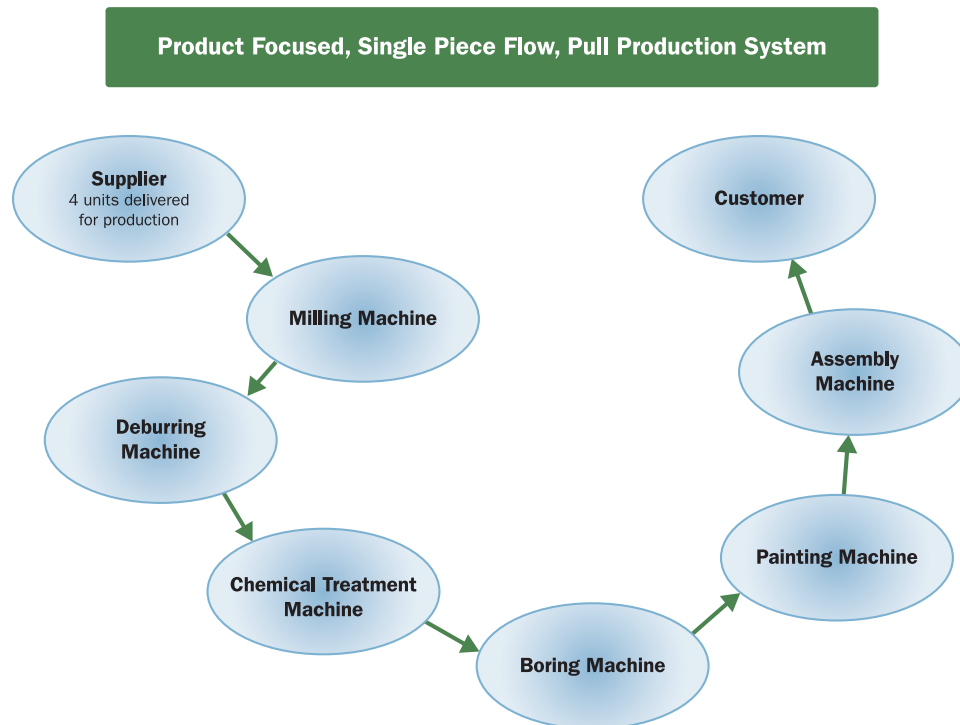 Product Focused, Single Piece Flow, Pull Production System
Supplier
4 units delivered
for production
Milling Machine
Deburring
Machine
Chemical Treatment
Machine
Boring Machine
Painting Machine
Assembly
Machine
Customer